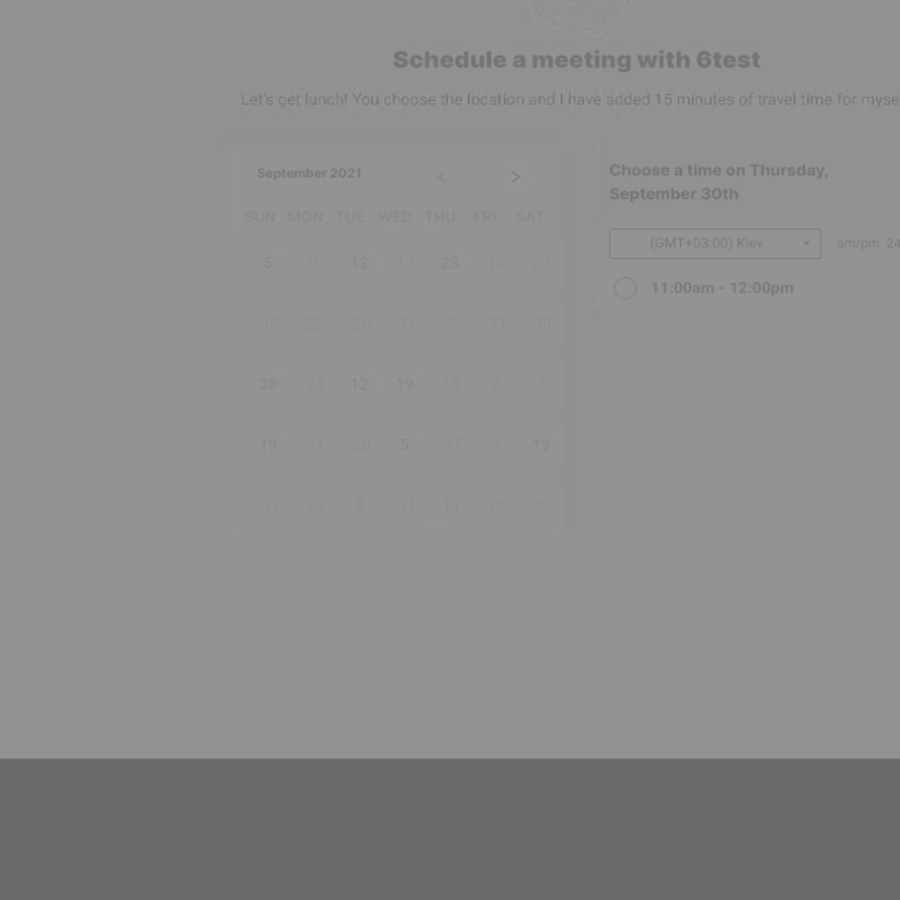 Schedule a meeting with 6test
Let's get lunch! You choose the location and I have added 15 minutes of travel time for myse
September 2021
SUN MON TUE WED THU FRI SAT
5 9 12 17 28 10 22
13 22 26 31 31 30
28 24 12 19 16 7 3
19 31 20 5 27 19
31 23 8 31 11 15 10
Choose a time on Thursday,
September 30th
(GMT+03:00) Kiev
am/pm 24
11:00am - 12:00pm